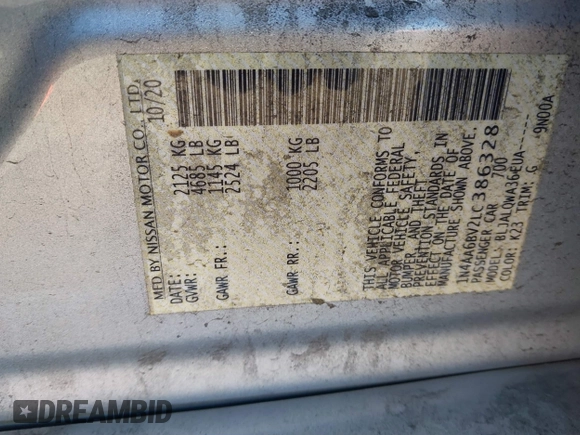 MFD BY NISSAN MOTOR CO., LTD.
DATE: 10/20
GVWR: 2125 KG
4685 LB
GAWR FR.: 1145 KG
2524 LB
GAWR RR.: 1000 KG
2205 LB
THIS VEHICLE CONFORMS TO
ALL APPLICABLE FEDERAL
MOTOR VEHICLE SAFETY,
BUMPER, AND THEFT
PREVENTION STANDARDS IN
EFFECT ON THE DATE OF
MANUFACTURE SHOWN ABOVE.
1N4AA6BV2LC386328
PASSENGER CAR 700
MODEL: BLJALQWA36EUA-----
COLOR: K23 TRIM: G 9N00A
DREAMBID